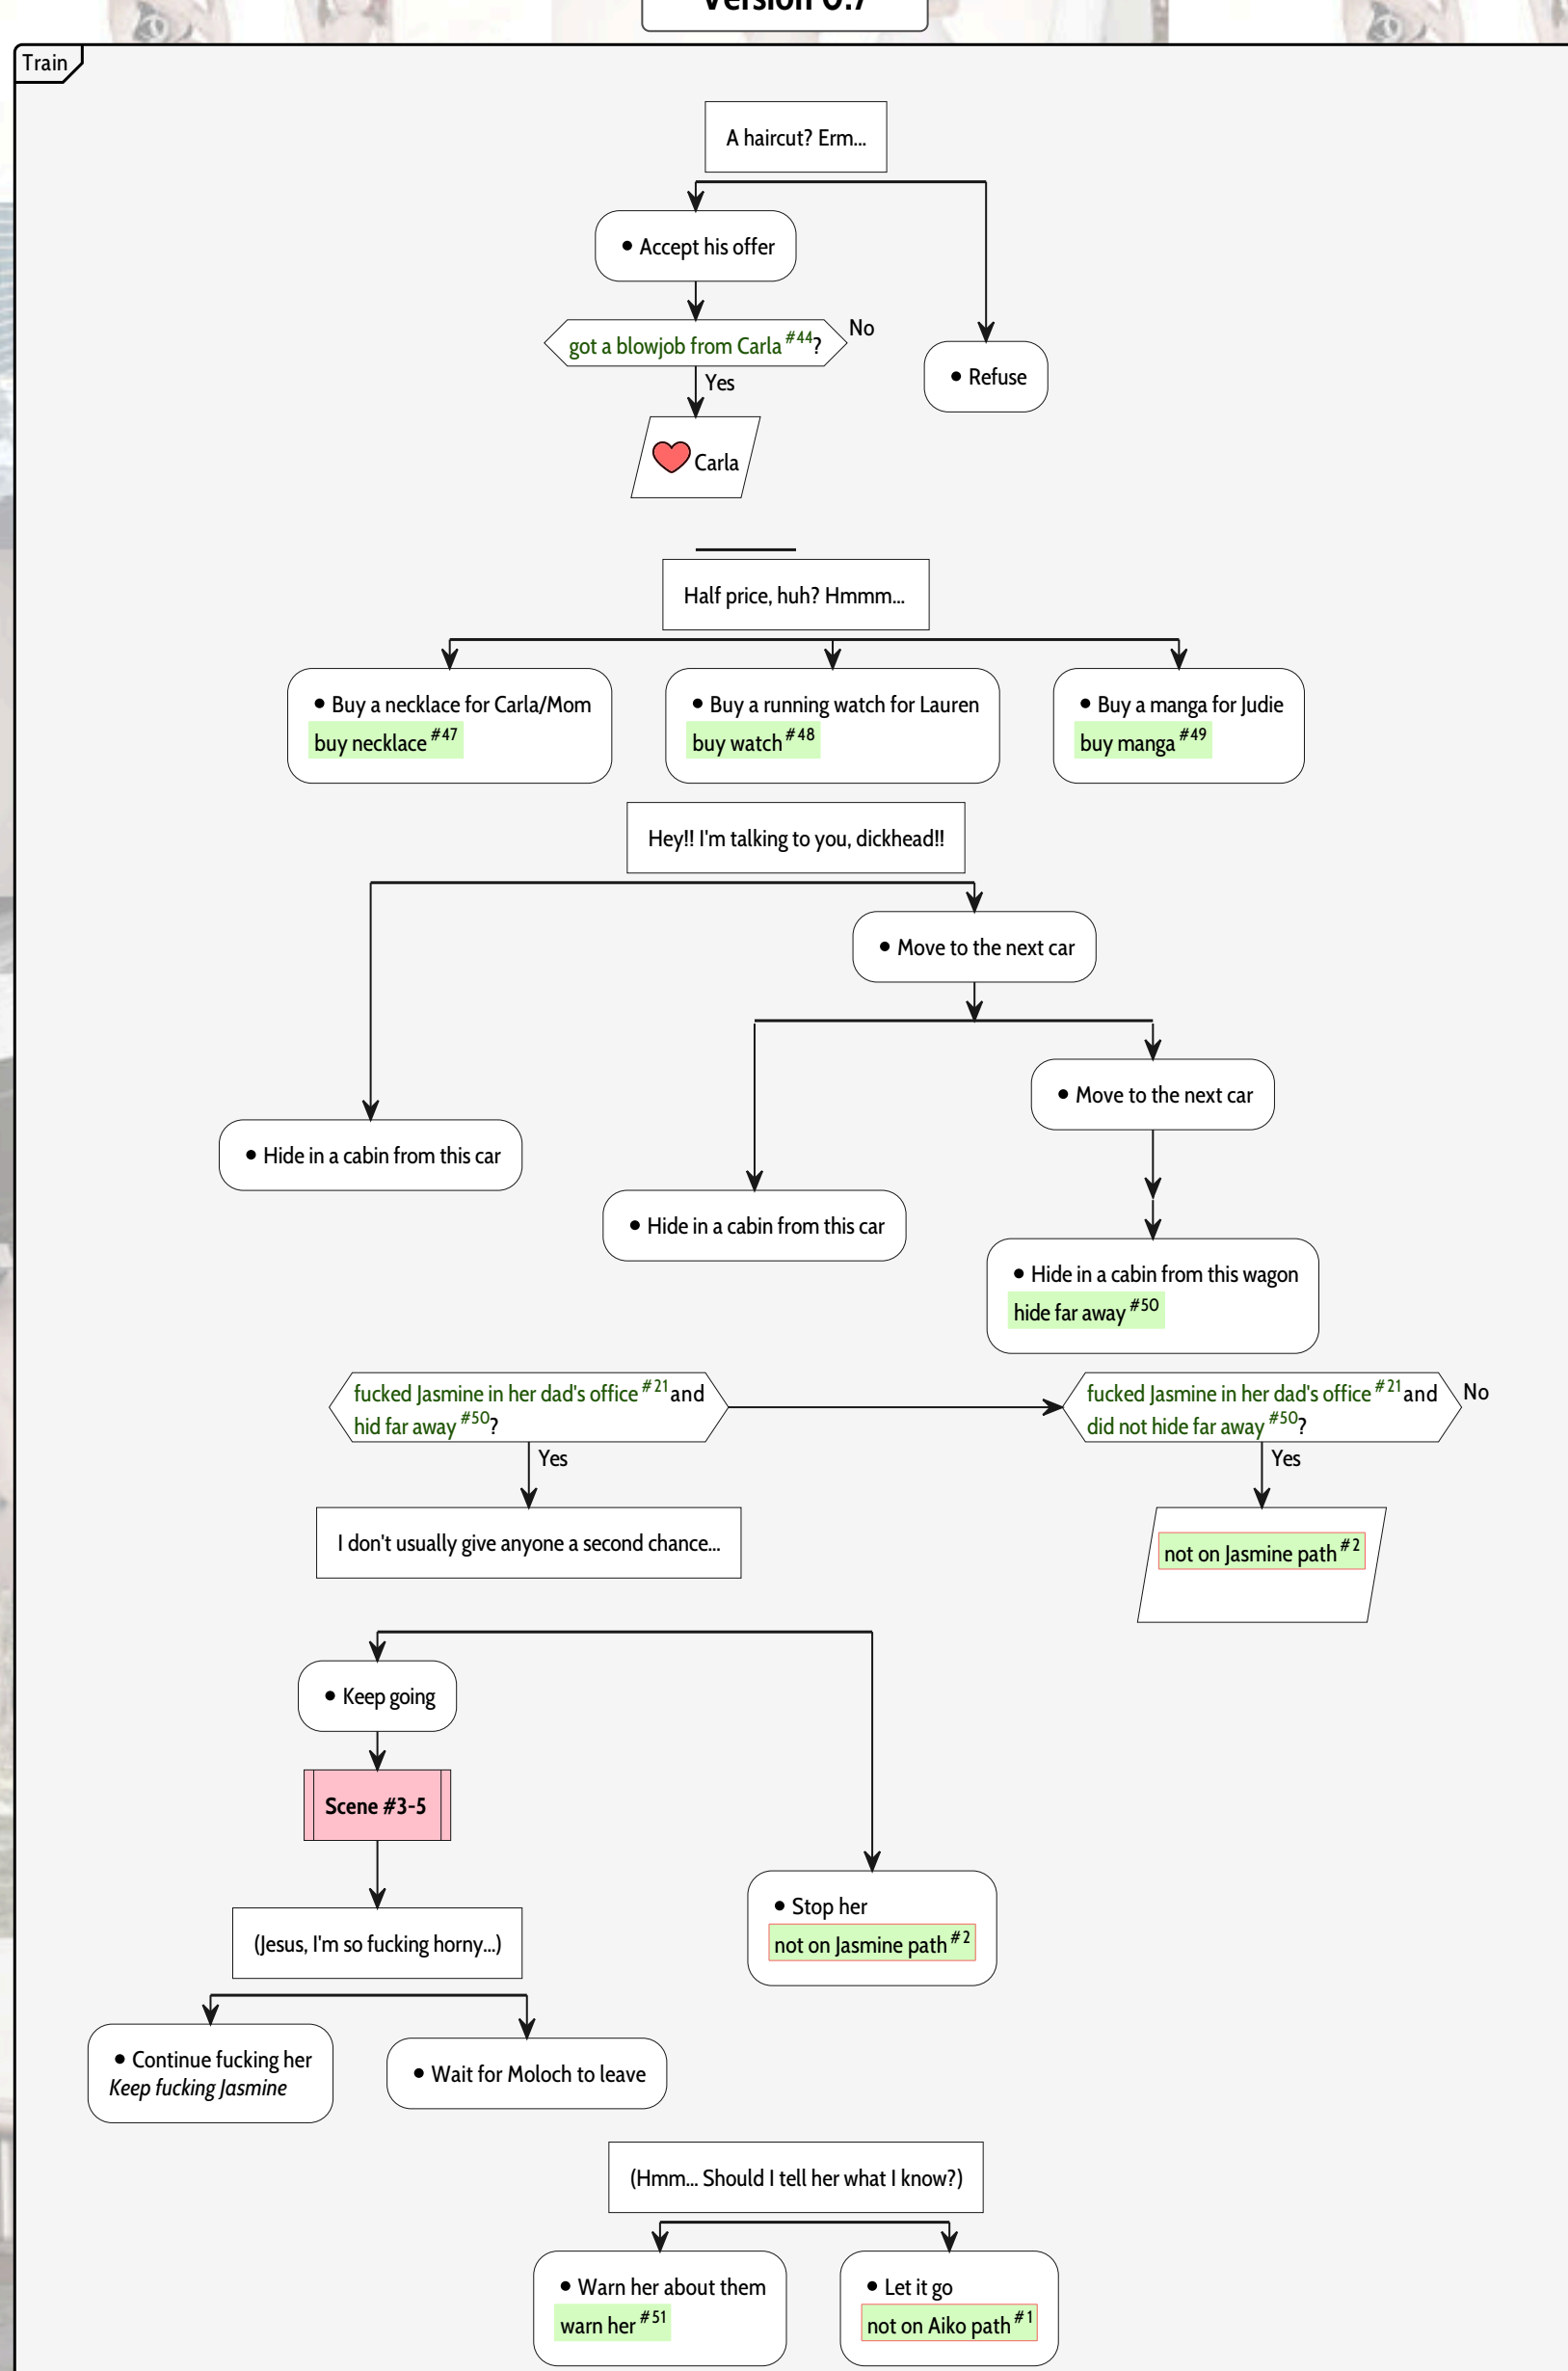 Version 0.7
Train
A haircut? Erm...
• Accept his offer
got a blowjob from Carla #44?
No
• Refuse
Yes
Carla
Half price, huh? Hmmm...
• Buy a necklace for Carla/Mom
buy necklace #47
• Buy a running watch for Lauren
buy watch #48
• Buy a manga for Judie
buy manga #49
Hey!! I'm talking to you, dickhead!!
• Move to the next car
• Move to the next car
• Hide in a cabin from this car
• Hide in a cabin from this car
• Hide in a cabin from this wagon
hide far away #50
fucked Jasmine in her dad's office #21 and
hid far away #50?
fucked Jasmine in her dad's office #21 and
did not hide far away #50?
No
Yes
Yes
I don't usually give anyone a second chance...
not on Jasmine path #2
• Keep going
Scene #3-5
• Stop her
not on Jasmine path #2
(Jesus, I'm so fucking horny...)
• Continue fucking her
Keep fucking Jasmine
• Wait for Moloch to leave
(Hmm... Should I tell her what I know?)
• Warn her about them
warn her #51
• Let it go
not on Aiko path #1